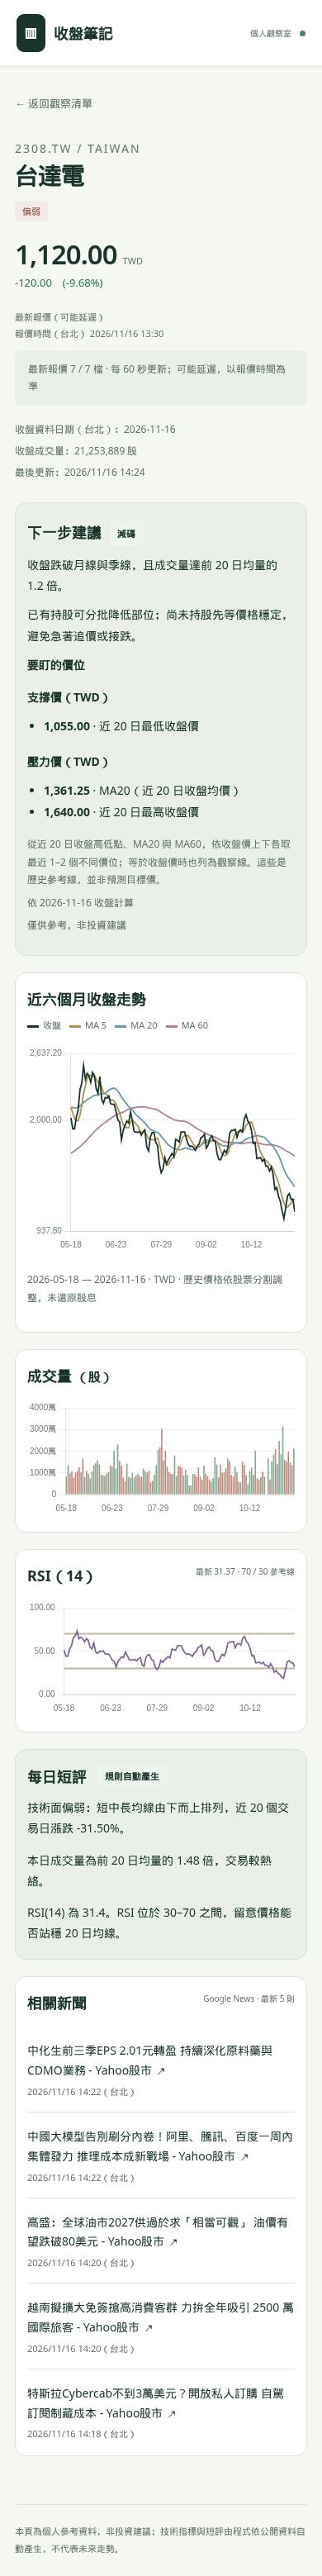 收盤筆記
個人觀察室
← 返回觀察清單
2308.TW / TAIWAN
台達電
偏弱
1,120.00 TWD
-120.00 (-9.68%)
最新報價（可能延遲）
報價時間（台北） 2026/11/16 13:30
最新報價 7 / 7 檔 · 每 60 秒更新；可能延遲，以報價時間為
準
收盤資料日期（台北）：2026-11-16
收盤成交量：21,253,889 股
最後更新：2026/11/16 14:24
下一步建議 減碼
收盤跌破月線與季線，且成交量達前 20 日均量的
1.2 倍。
已有持股可分批降低部位；尚未持股先等價格穩定，
避免急著追價或接跌。
要盯的價位
支撐價（TWD）
• 1,055.00 · 近 20 日最低收盤價
壓力價（TWD）
• 1,361.25 · MA20（近 20 日收盤均價）
• 1,640.00 · 近 20 日最高收盤價
從近 20 日收盤高低點、MA20 與 MA60，依收盤價上下各取
最近 1–2 個不同價位；等於收盤價時也列為觀察線。這些是
歷史參考線，並非預測目標價。
依 2026-11-16 收盤計算
僅供參考，非投資建議
近六個月收盤走勢
收盤 MA 5 MA 20 MA 60
2,637.20
2,000.00
937.80
05-18 06-23 07-29 09-02 10-12
2026-05-18 — 2026-11-16 · TWD · 歷史價格依股票分割調
整，未還原股息
成交量（股）
4000萬
3000萬
2000萬
1000萬
0
05-18 06-23 07-29 09-02 10-12
RSI（14） 最新 31.37 · 70 / 30 參考線
100.00
50.00
0.00
05-18 06-23 07-29 09-02 10-12
每日短評 規則自動產生
技術面偏弱：短中長均線由下而上排列，近 20 個交
易日漲跌 -31.50%。
本日成交量為前 20 日均量的 1.48 倍，交易較熱
絡。
RSI(14) 為 31.4。RSI 位於 30–70 之間，留意價格能
否站穩 20 日均線。
相關新聞 Google News · 最新 5 則
中化生前三季EPS 2.01元轉盈 持續深化原料藥與
CDMO業務 - Yahoo股市 ↗
2026/11/16 14:22（台北）
中國大模型告別刷分內卷！阿里、騰訊、百度一周內
集體發力 推理成本成新戰場 - Yahoo股市 ↗
2026/11/16 14:22（台北）
高盛：全球油市2027供過於求「相當可觀」 油價有
望跌破80美元 - Yahoo股市 ↗
2026/11/16 14:20（台北）
越南擬擴大免簽搶高消費客群 力拚全年吸引 2500 萬
國際旅客 - Yahoo股市 ↗
2026/11/16 14:20（台北）
特斯拉Cybercab不到3萬美元？開放私人訂購 自駕
訂閱制藏成本 - Yahoo股市 ↗
2026/11/16 14:18（台北）
本頁為個人參考資料，非投資建議；技術指標與短評由程式依公開資料自
動產生，不代表未來走勢。